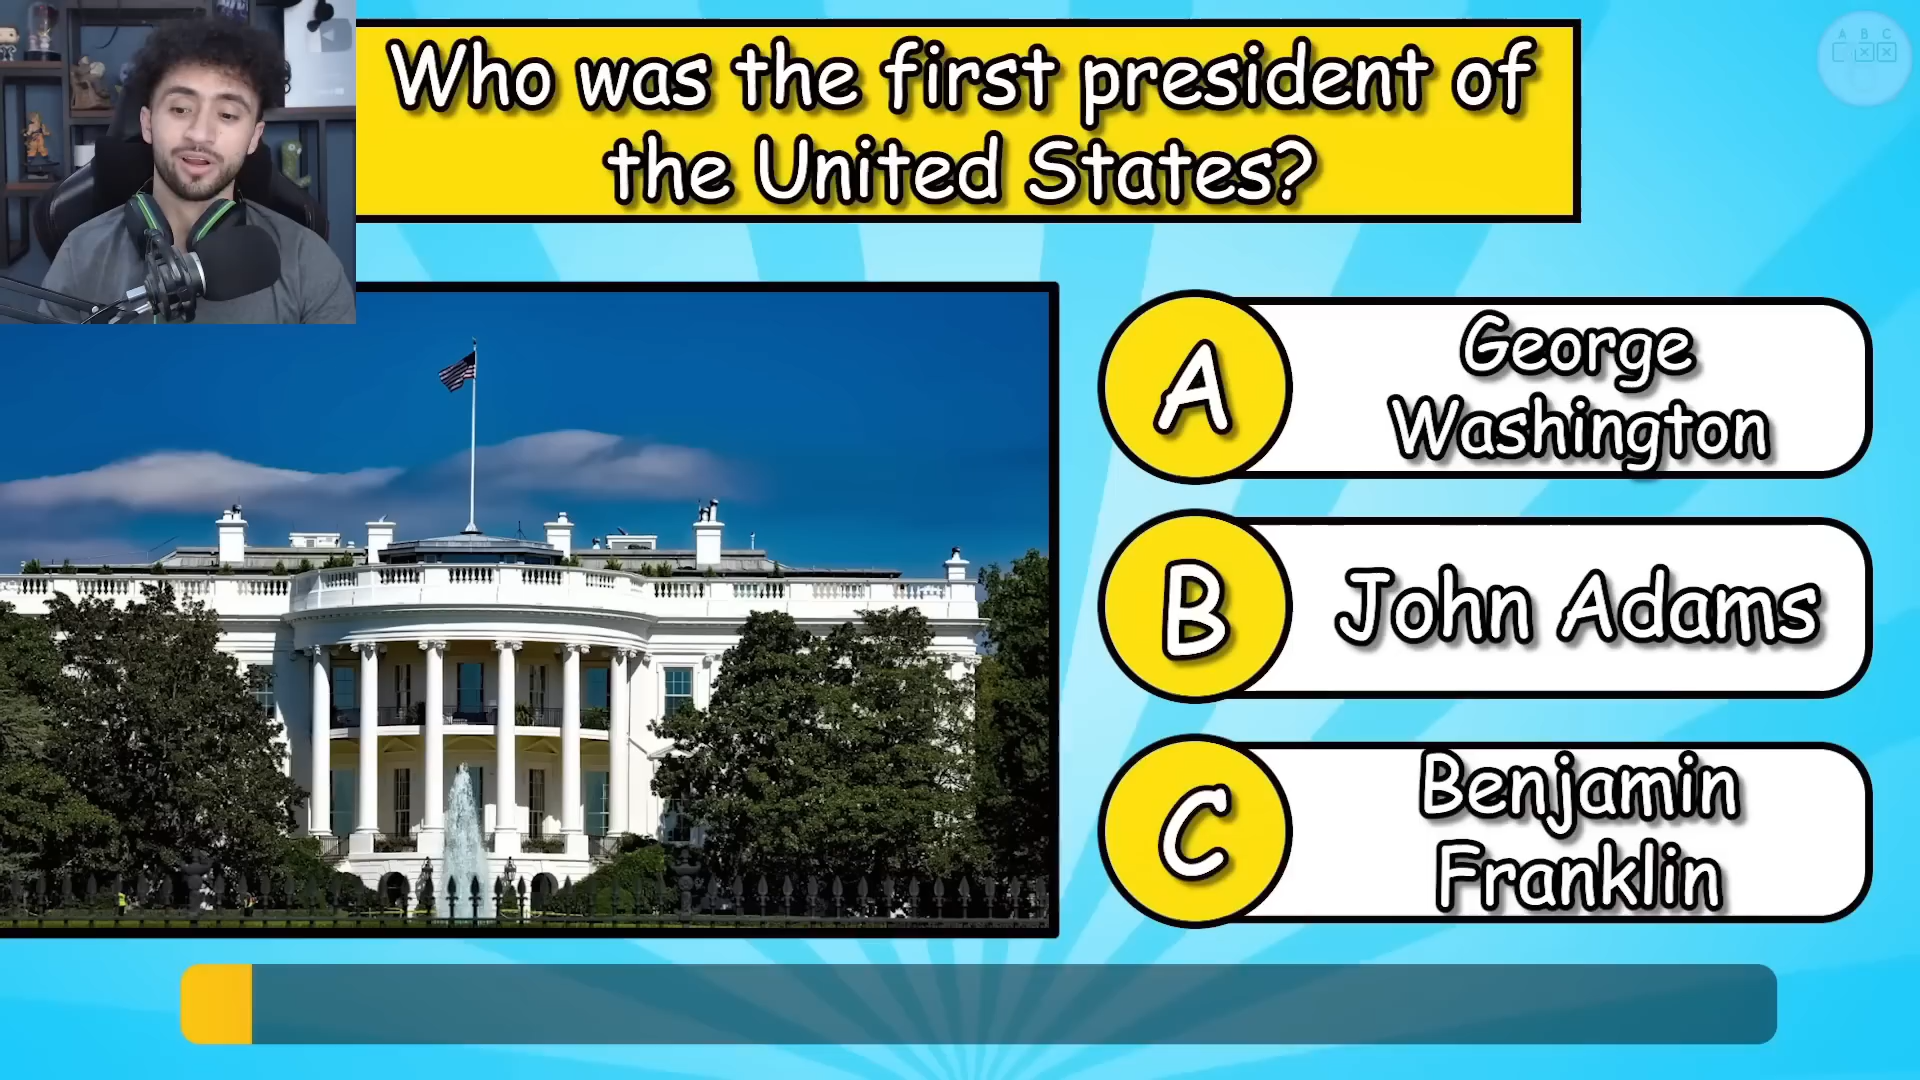 Who was the first president of
the United States?
A B C
A
George
Washington
B
John Adams
C
Benjamin
Franklin